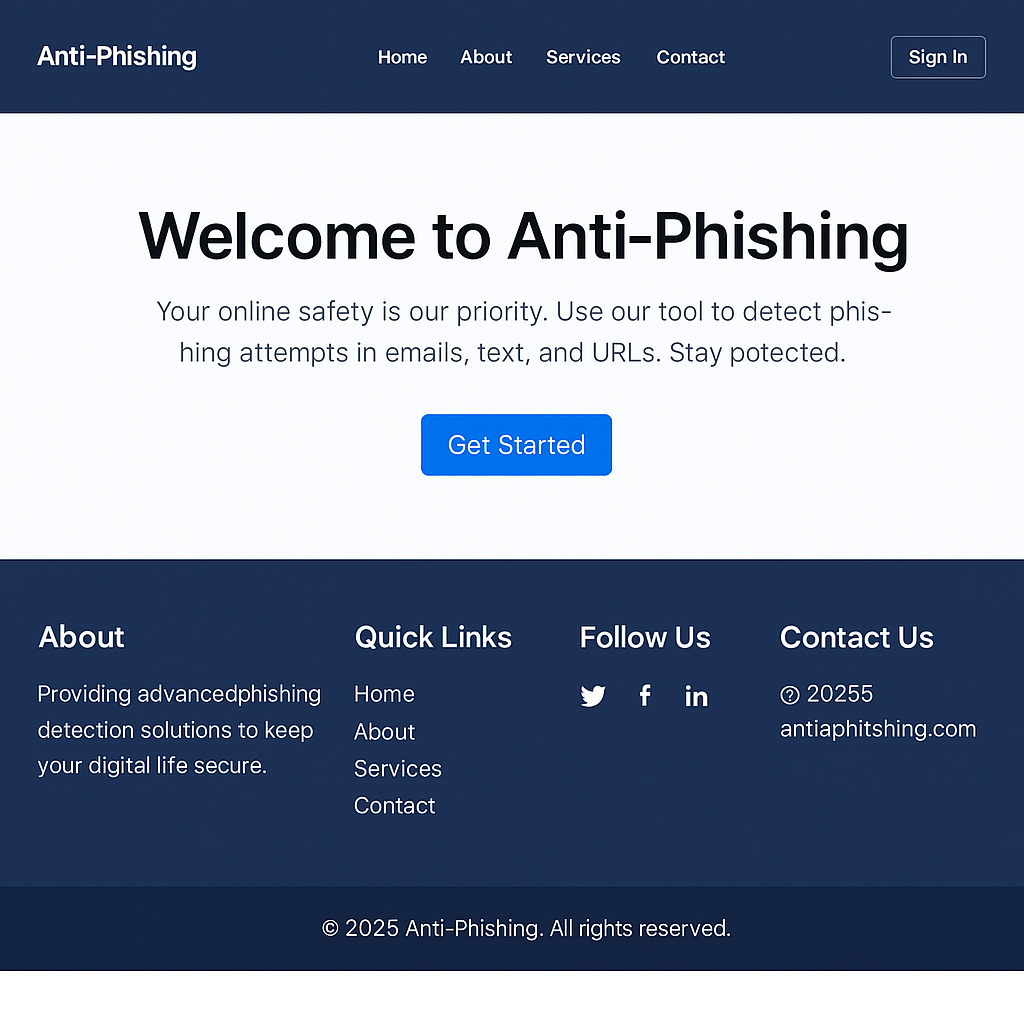 Anti-Phishing
Home About Services Contact
Sign In
Welcome to Anti-Phishing
Your online safety is our priority. Use our tool to detect phis-
hing attempts in emails, text, and URLs. Stay potected.
Get Started
About
Providing advancedphishing
detection solutions to keep
your digital life secure.
Quick Links
Home
About
Services
Contact
Follow Us
Contact Us
20255
antiaphitshing.com
© 2025 Anti-Phishing. All rights reserved.